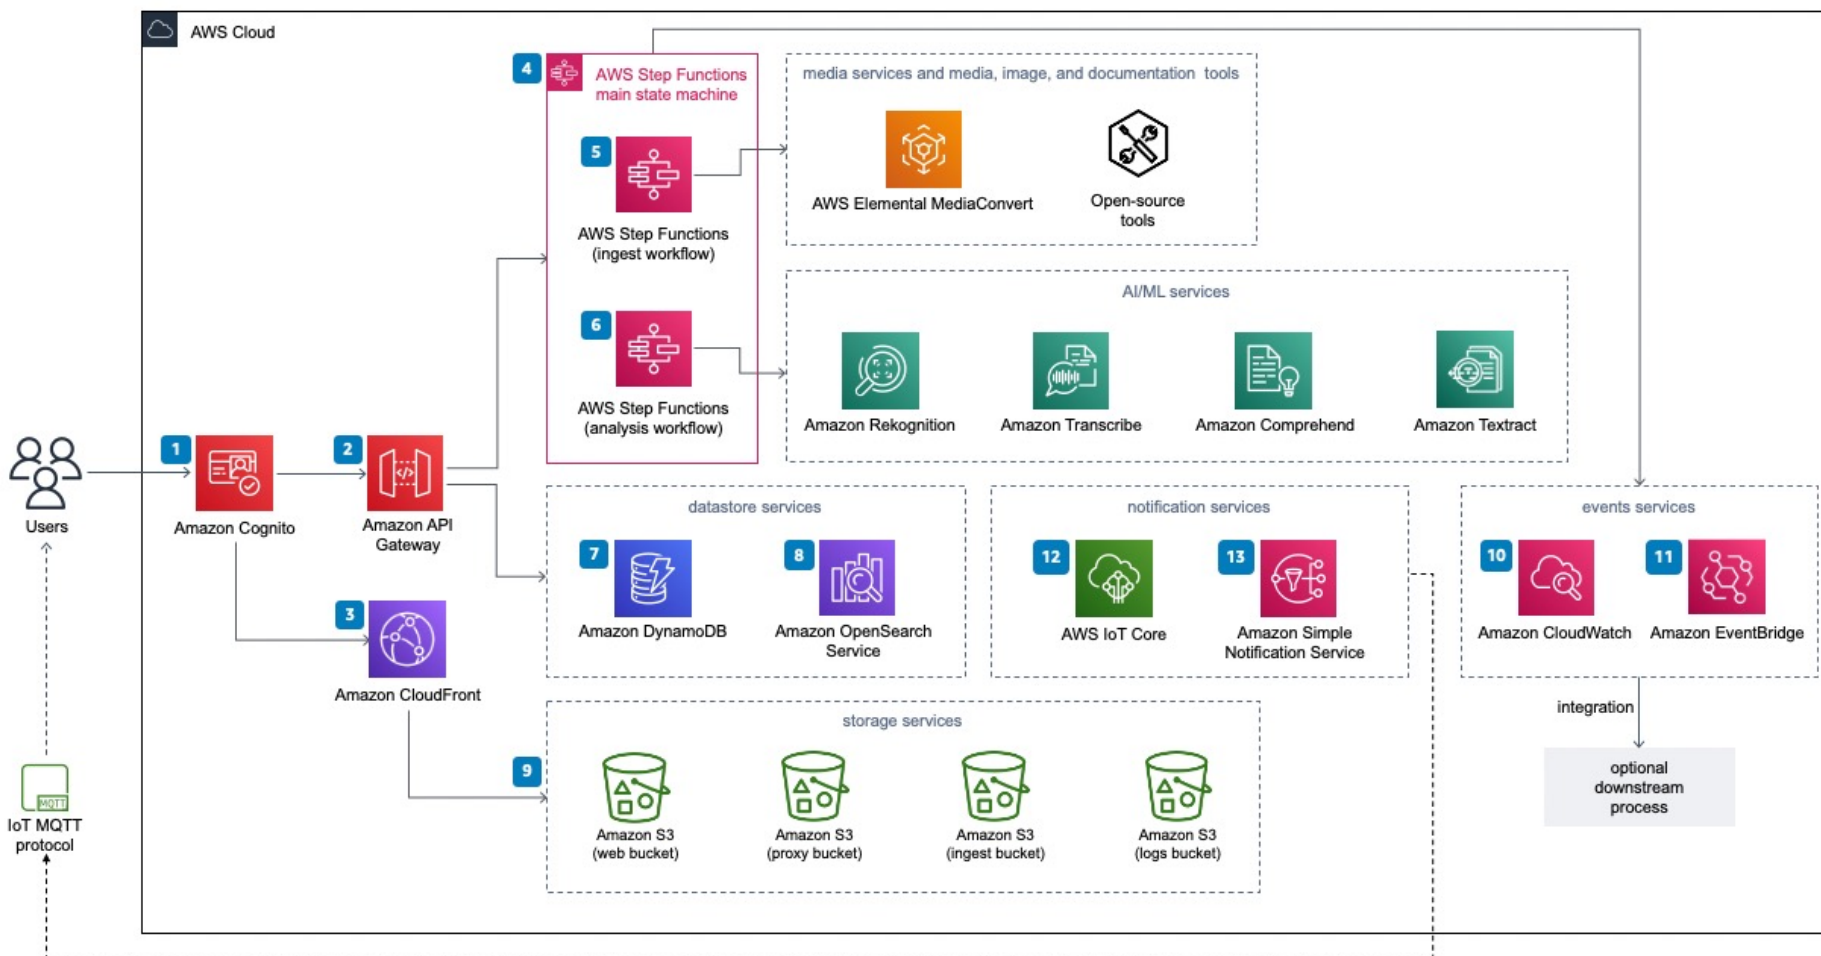 AWS Cloud
4
AWS Step Functions
main state machine
5
AWS Step Functions
(ingest workflow)
6
AWS Step Functions
(analysis workflow)
media services and media, image, and documentation tools
AWS Elemental MediaConvert
Open-source
tools
AI/ML services
Amazon Rekognition
Amazon Transcribe
Amazon Comprehend
Amazon Textract
Users
1
Amazon Cognito
2
Amazon API
Gateway
3
Amazon CloudFront
datastore services
7
Amazon DynamoDB
8
Amazon OpenSearch
Service
notification services
12
AWS IoT Core
13
Amazon Simple
Notification Service
events services
10
Amazon CloudWatch
11
Amazon EventBridge
integration
optional
downstream
process
storage services
9
Amazon S3
(web bucket)
Amazon S3
(proxy bucket)
Amazon S3
(ingest bucket)
Amazon S3
(logs bucket)
MQTT
IoT MQTT
protocol